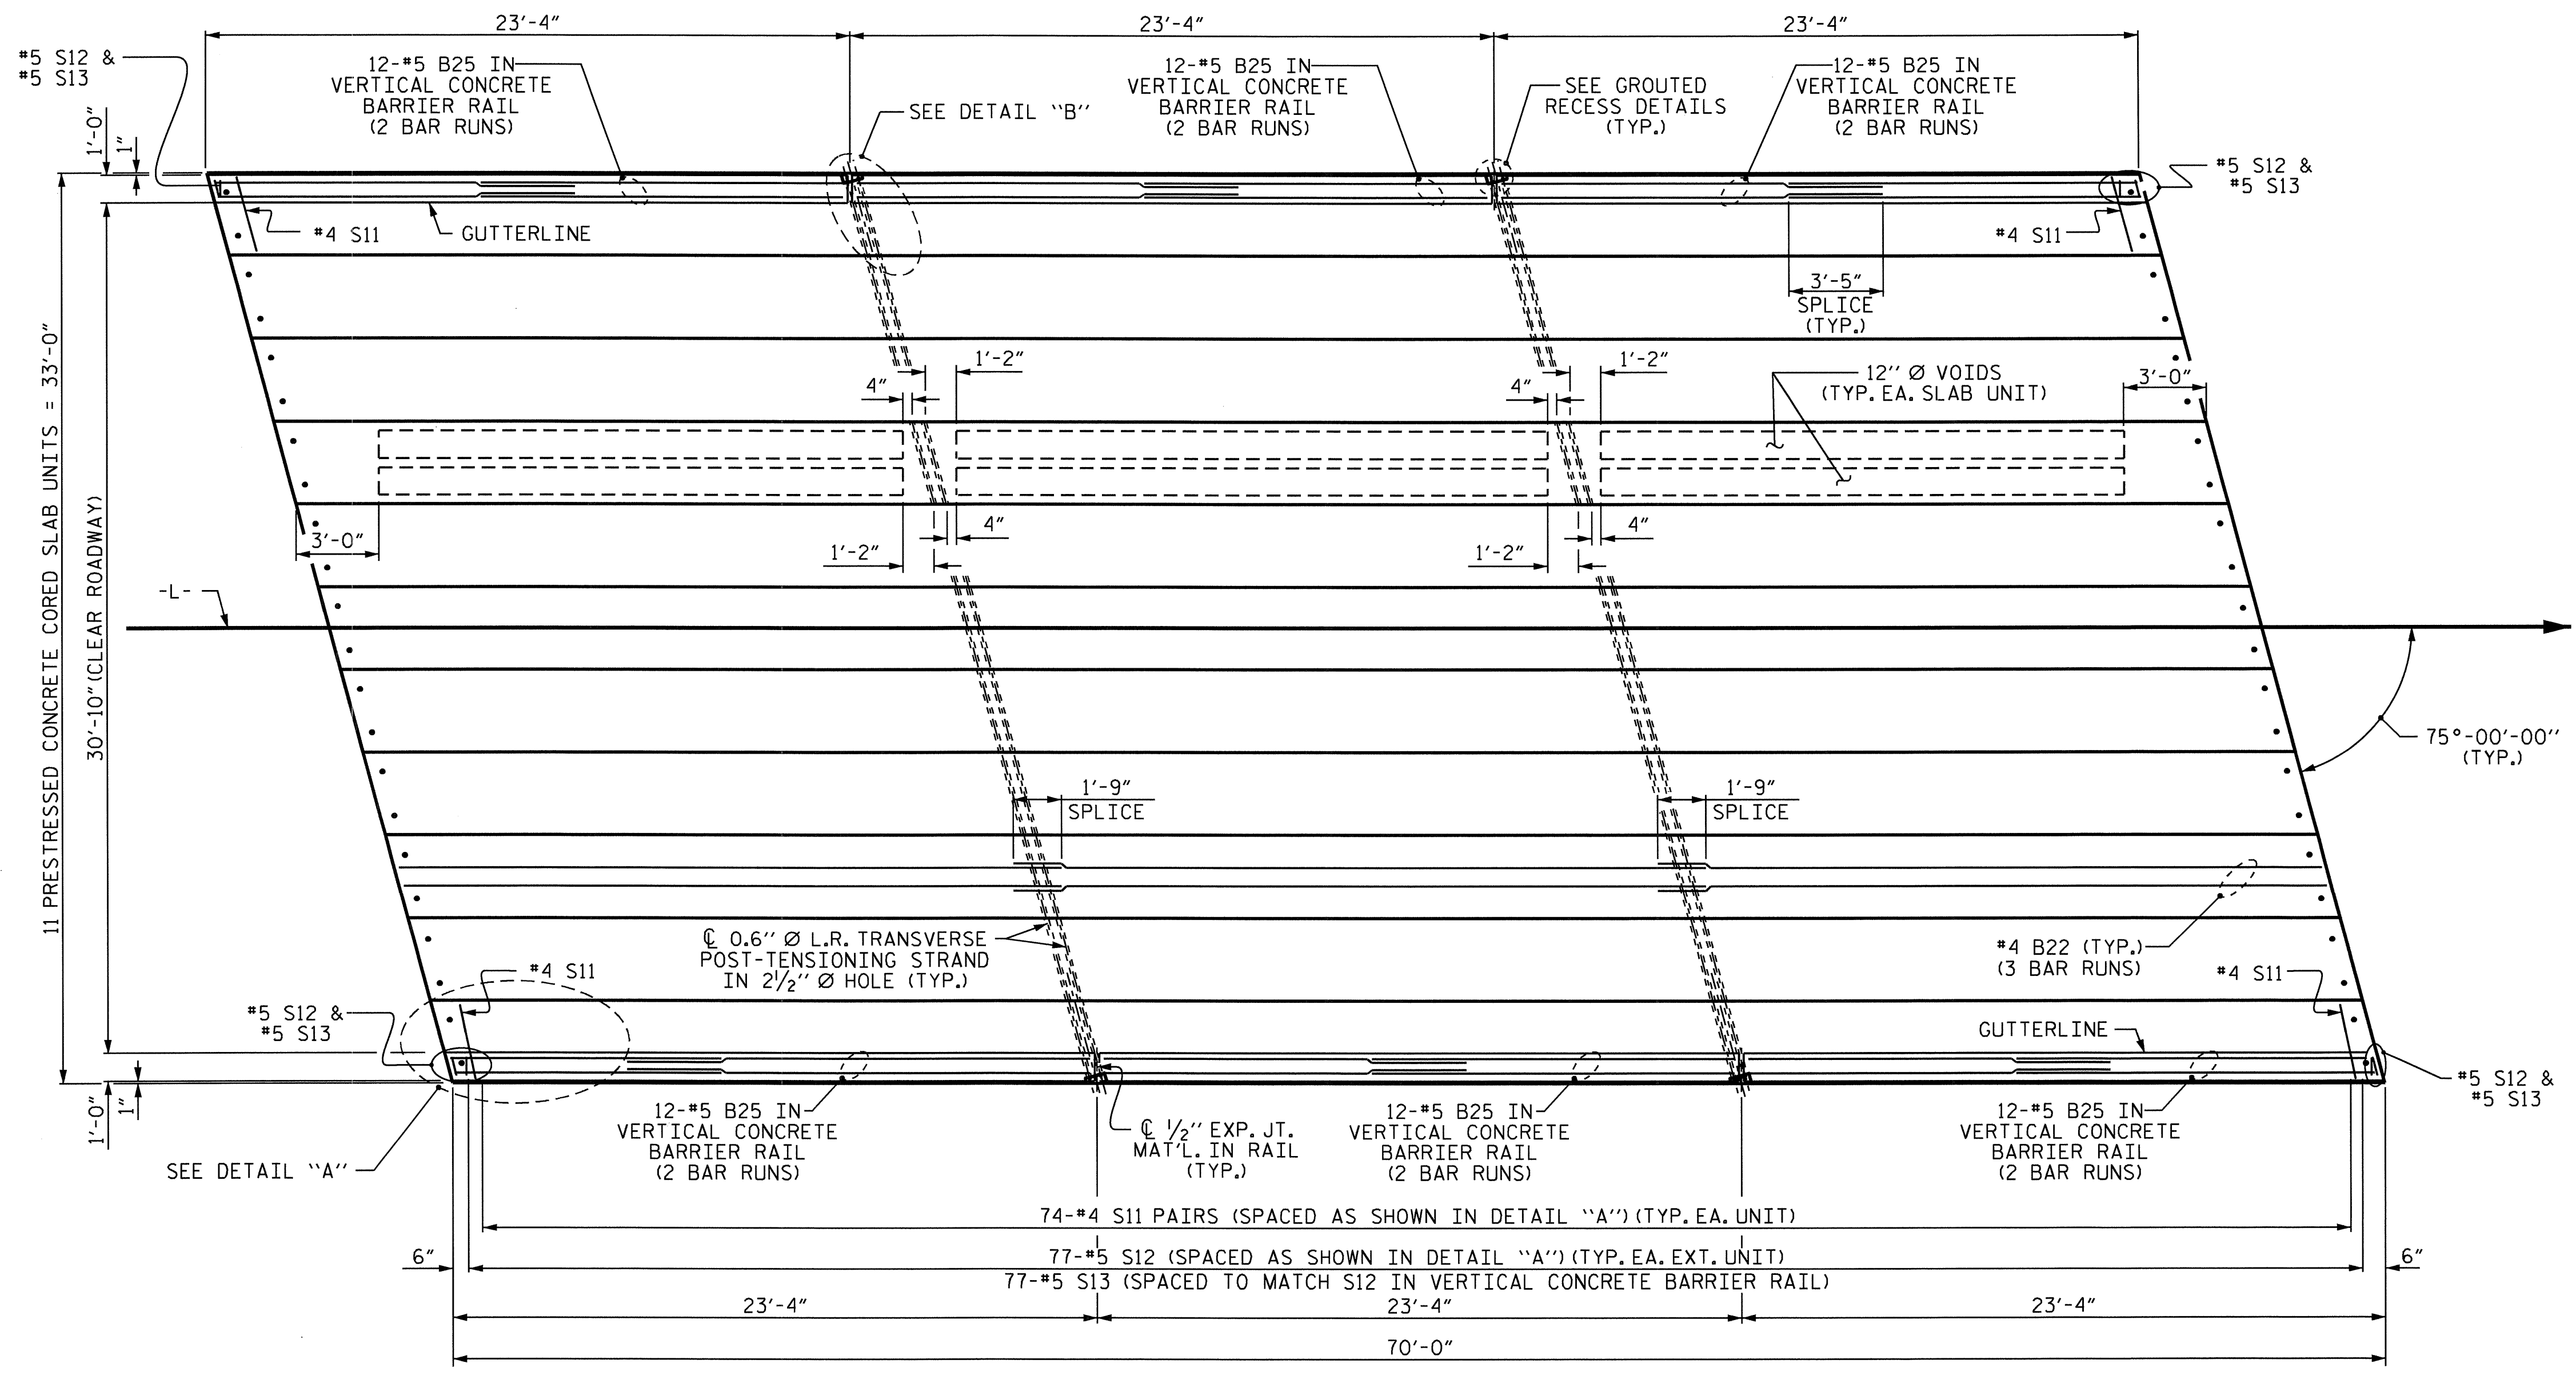 23'-4"
23'-4"
23'-4"
#5 S12 &
#5 S13
12-#5 B25 IN
VERTICAL CONCRETE
BARRIER RAIL
(2 BAR RUNS)
SEE DETAIL "B"
12-#5 B25 IN
VERTICAL CONCRETE
BARRIER RAIL
(2 BAR RUNS)
SEE GROUTED
RECESS DETAILS
(TYP.)
12-#5 B25 IN
VERTICAL CONCRETE
BARRIER RAIL
(2 BAR RUNS)
1'-0"
1"
#5 S12 &
#5 S13
#4 S11
GUTTERLINE
#4 S11
3'-5"
SPLICE
(TYP.)
1'-2"
4"
1'-2"
4"
12" Ø VOIDS
(TYP. EA. SLAB UNIT)
3'-0"
11 PRESTRESSED CONCRETE CORED SLAB UNITS = 33'-0"
30'-10" (CLEAR ROADWAY)
3'-0"
4"
1'-2"
4"
1'-2"
-L-
75°-00'-00"
(TYP.)
1'-9"
SPLICE
1'-9"
SPLICE
℄ 0.6" Ø L.R. TRANSVERSE
POST-TENSIONING STRAND
IN 2½" Ø HOLE (TYP.)
#4 B22 (TYP.)
(3 BAR RUNS)
#4 S11
#4 S11
#5 S12 &
#5 S13
GUTTERLINE
1'-0"
1"
#5 S12 &
#5 S13
12-#5 B25 IN
VERTICAL CONCRETE
BARRIER RAIL
(2 BAR RUNS)
℄ ½" EXP. JT.
MAT'L. IN RAIL
(TYP.)
12-#5 B25 IN
VERTICAL CONCRETE
BARRIER RAIL
(2 BAR RUNS)
12-#5 B25 IN
VERTICAL CONCRETE
BARRIER RAIL
(2 BAR RUNS)
SEE DETAIL "A"
74-#4 S11 PAIRS (SPACED AS SHOWN IN DETAIL "A") (TYP. EA. UNIT)
6"
77-#5 S12 (SPACED AS SHOWN IN DETAIL "A") (TYP. EA. EXT. UNIT)
6"
77-#5 S13 (SPACED TO MATCH S12 IN VERTICAL CONCRETE BARRIER RAIL)
23'-4"
23'-4"
23'-4"
70'-0"